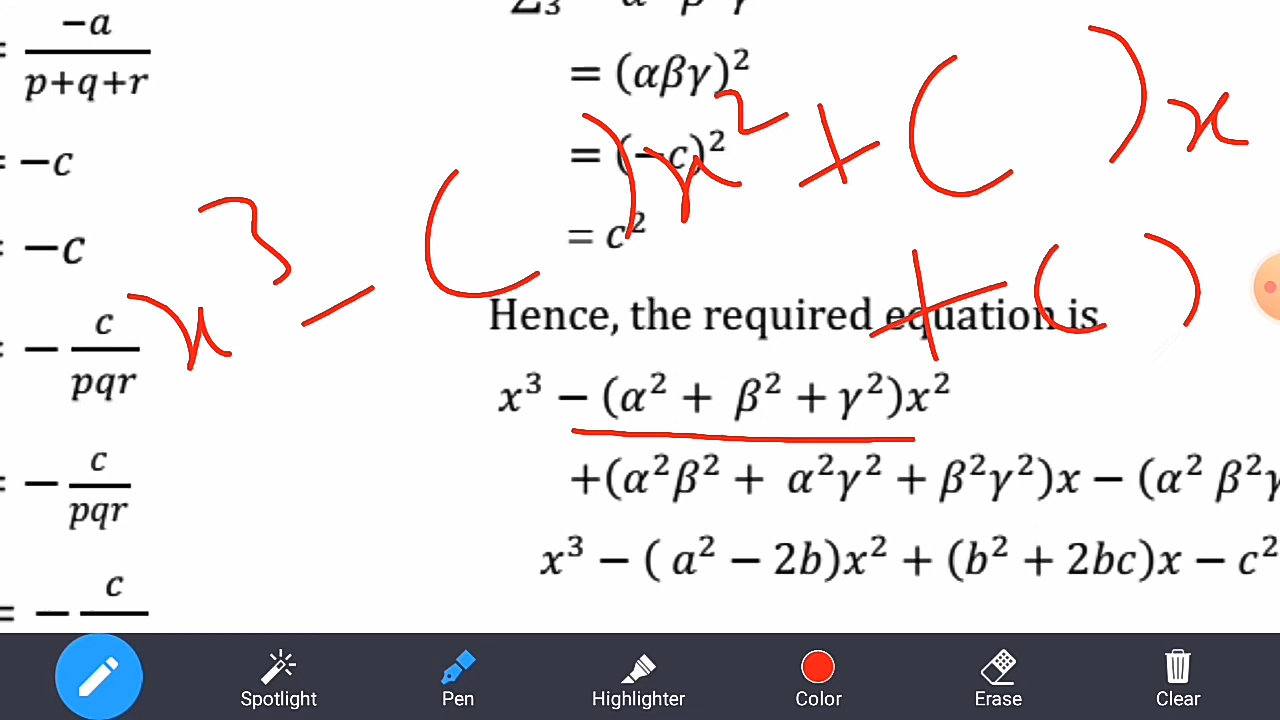 = -a / p+q+r
= -c
= -c
= - c / pqr
= - c / pqr
= - c
= (αβγ)²
= (-c)²
= c²
x³ - ( )x² + ( )x
+ ( )
Hence, the required equation is
x³ - (α² + β² + γ²)x²
+(α²β² + α²γ² + β²γ²)x - (α² β²γ
x³ - ( a² - 2b)x² + (b² + 2bc)x - c²
Spotlight
Pen
Highlighter
Color
Erase
Clear